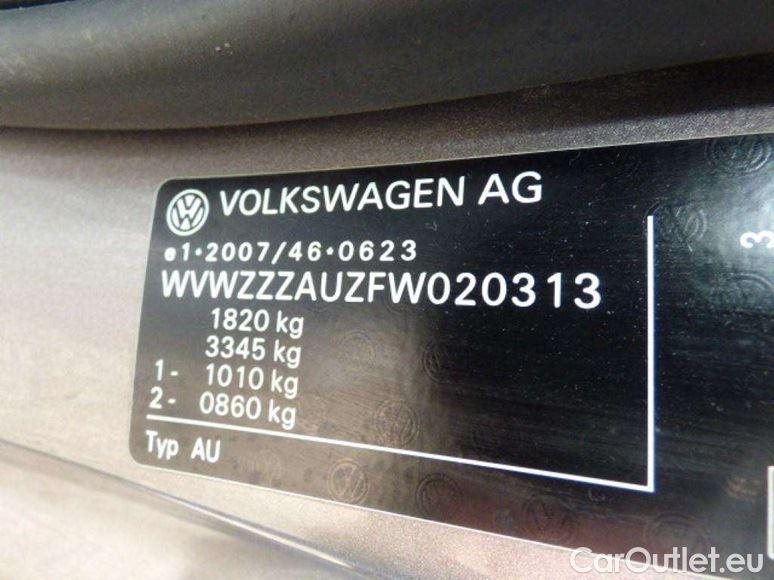 VOLKSWAGEN AG
e1*2007/46*0623
WVWZZZAUZFW020313
1820 kg
3345 kg
1- 1010 kg
2- 0860 kg
Typ AU
3
CarOutlet.eu